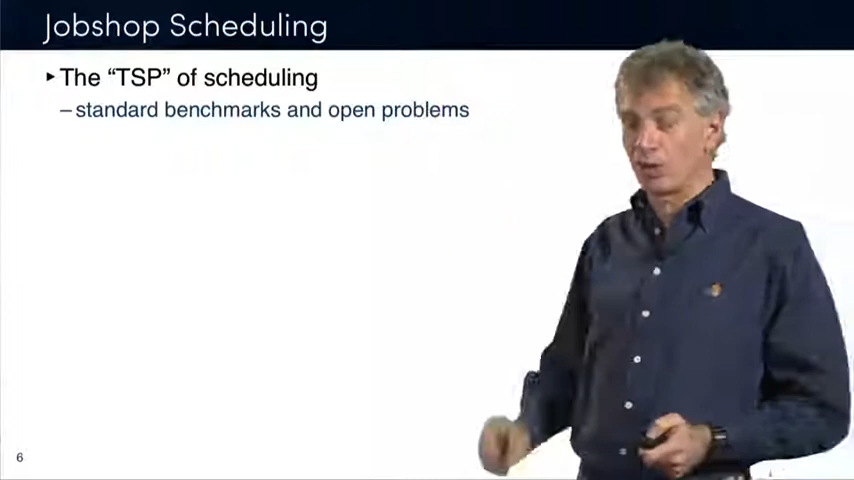 Jobshop Scheduling
▸The “TSP” of scheduling
–standard benchmarks and open problems
6